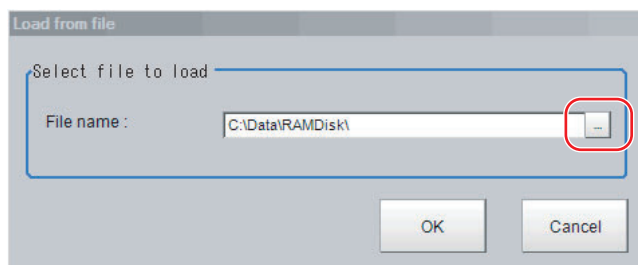 Load from file
Select file to load
File name :
C:\Data\RAMDisk\
...
OK
Cancel